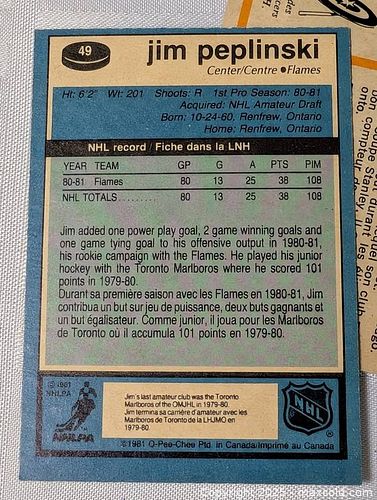 49
jim peplinski
Center/Centre • Flames
Ht: 6'2" Wt: 201 Shoots: R 1st Pro Season: 80-81
Acquired: NHL Amateur Draft
Born: 10-24-60, Renfrew, Ontario
Home: Renfrew, Ontario
NHL record / Fiche dans la LNH
YEAR TEAM GP G A PTS PIM
80-81 Flames 80 13 25 38 108
NHL TOTALS......... 80 13 25 38 108
Jim added one power play goal, 2 game winning goals and
one game tying goal to his offensive output in 1980-81,
his rookie campaign with the Flames. He played his junior
hockey with the Toronto Marlboros where he scored 101
points in 1979-80.
Durant sa première saison avec les Flames en 1980-81, Jim
contribua un but sur jeu de puissance, deux buts gagnants et
un but égalisateur. Comme junior, il joua pour les Marlboros
de Toronto où il accumula 101 points en 1979-80.
© 1981
NHLPA
NHLPA
Jim's last amateur club was the Toronto
Marlboros of the OMJHL in 1979-80.
Jim termina sa carrière d'amateur avec les
Marlboros de Toronto de la LHJMO en
1979-80.
NHL
©1981 O-Pee-Chee Ptd. in Canada/Imprimé au Canada